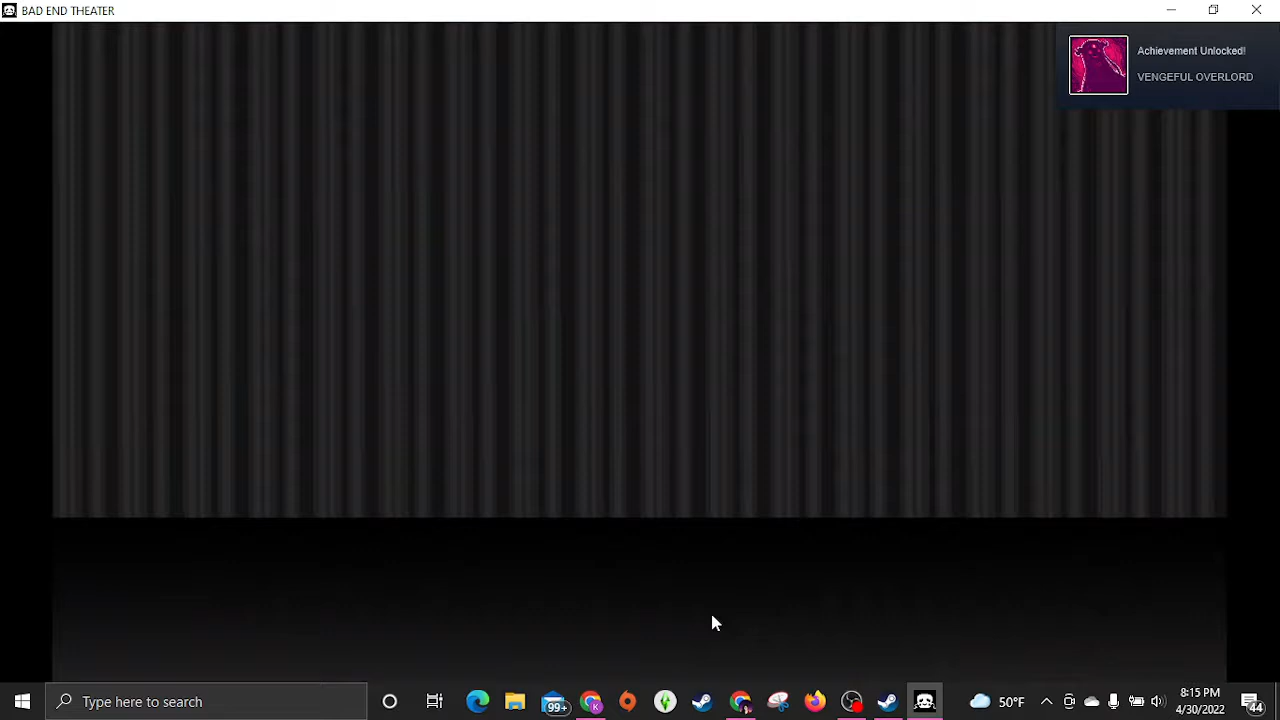 BAD END THEATER
Achievement Unlocked!
VENGEFUL OVERLORD
Type here to search
99+
K
50°F
8:15 PM
4/30/2022
44